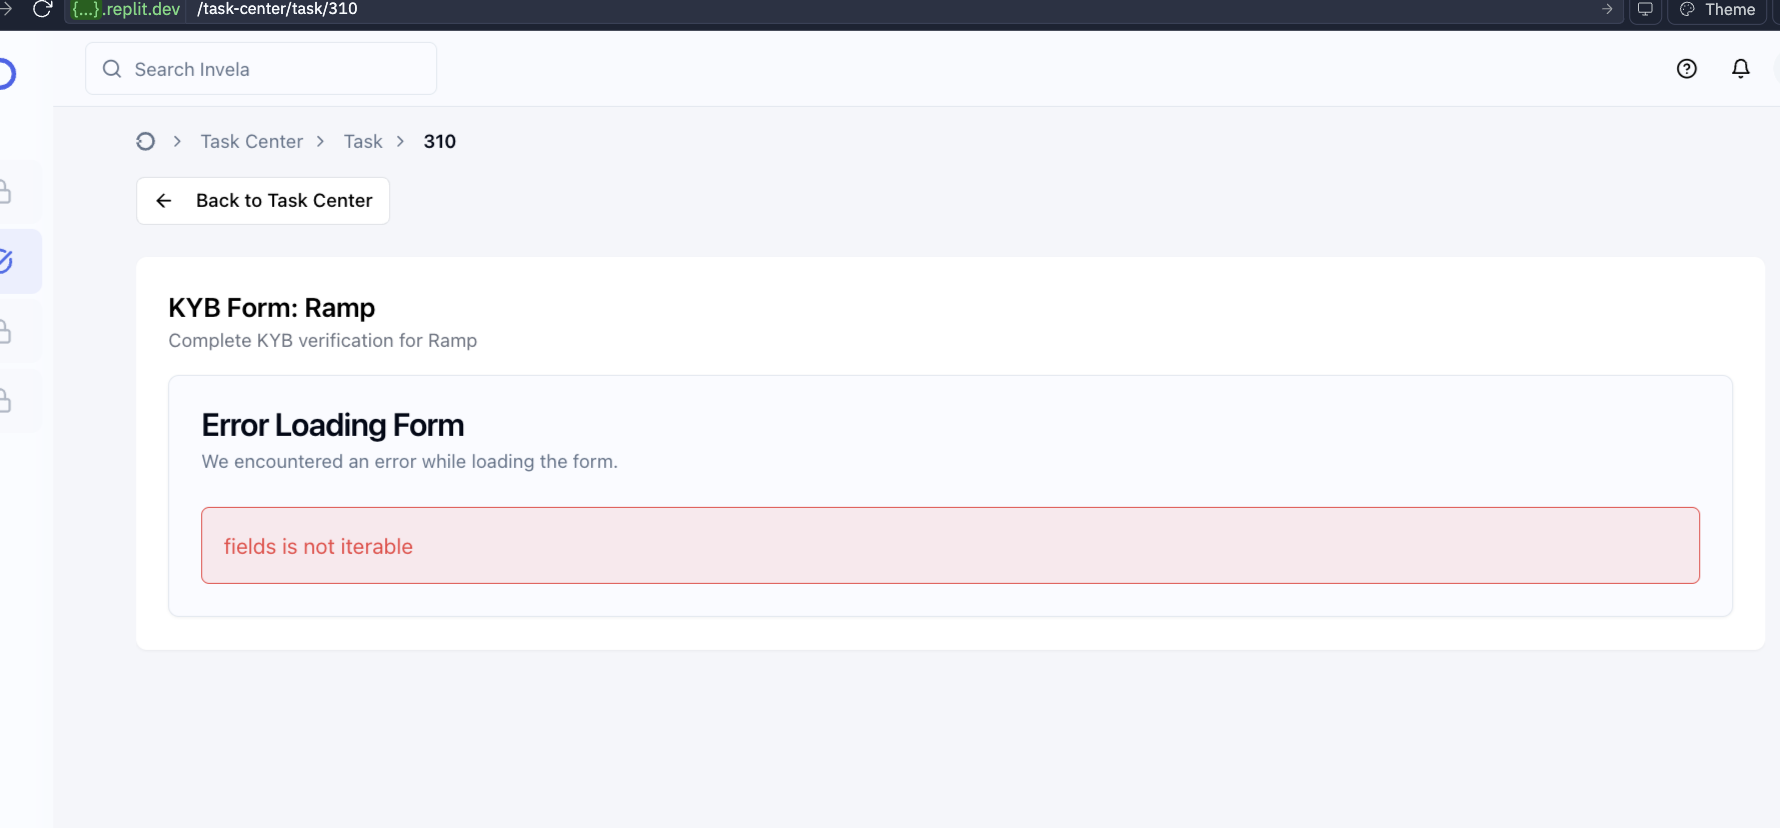 {...}.replit.dev /task-center/task/310
Theme
Search Invela
Task Center > Task > 310
Back to Task Center
KYB Form: Ramp
Complete KYB verification for Ramp
Error Loading Form
We encountered an error while loading the form.
fields is not iterable